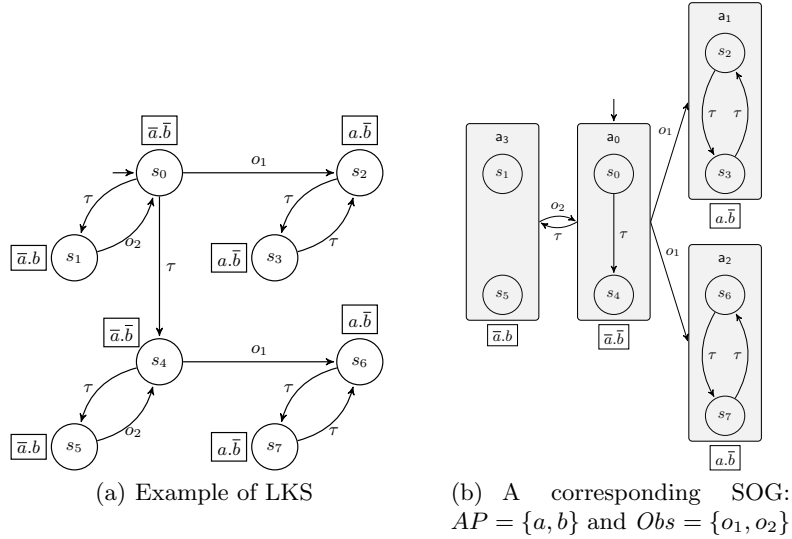 a̅.b̅
s₀
o₁
a.b̅
s₂
τ
o₂
τ
τ
a̅.b
s₁
a.b̅
s₃
τ
a̅.b̅
s₄
o₁
a.b̅
s₆
τ
o₂
τ
τ
a̅.b
s₅
a.b̅
s₇
(a) Example of LKS
a₁
s₂
τ
τ
s₃
a.b̅
a₃
s₁
s₅
a̅.b
o₂
τ
a₀
s₀
τ
s₄
a̅.b̅
o₁
o₁
a₂
s₆
τ
τ
s₇
a.b̅
(b) A corresponding SOG:
AP = {a, b} and Obs = {o₁, o₂}